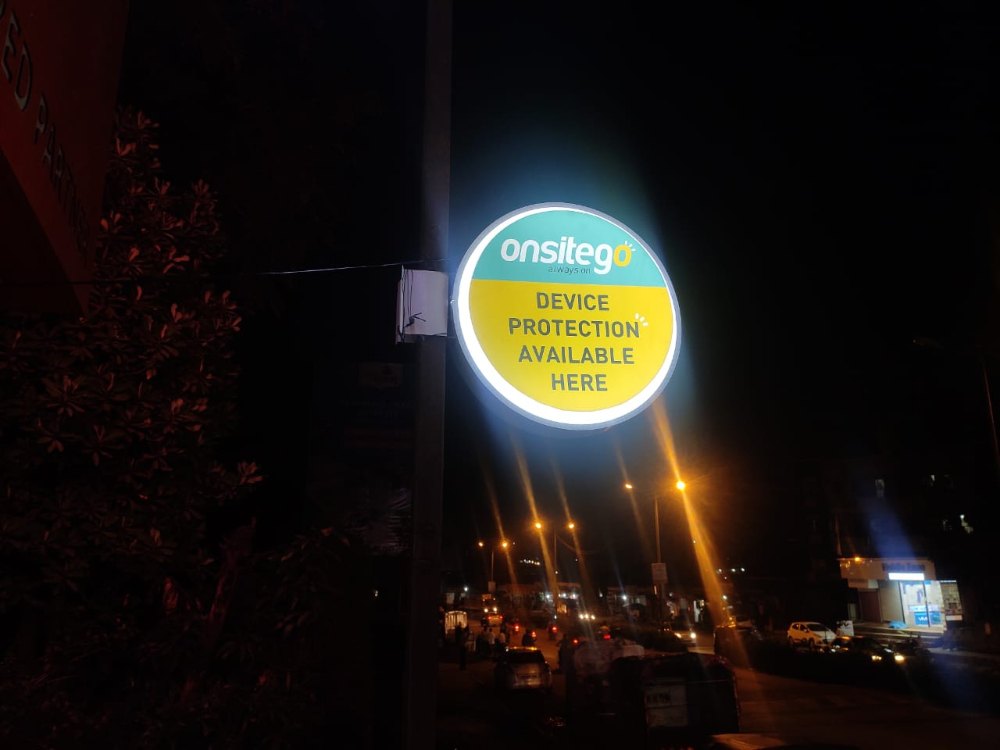 onsitego
always on
DEVICE
PROTECTION
AVAILABLE
HERE